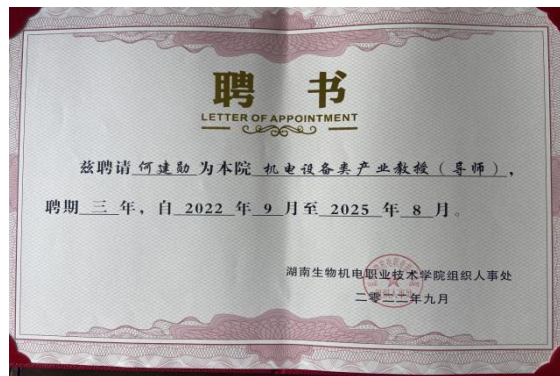 聘 书
LETTER OF APPOINTMENT
兹聘请 何建勋 为本院 机电设备类产业教授（导师），
聘期 三 年，自 2022 年 9 月至 2025 年 8 月。
湖南生物机电职业技术学院组织人事处
二零二二年九月